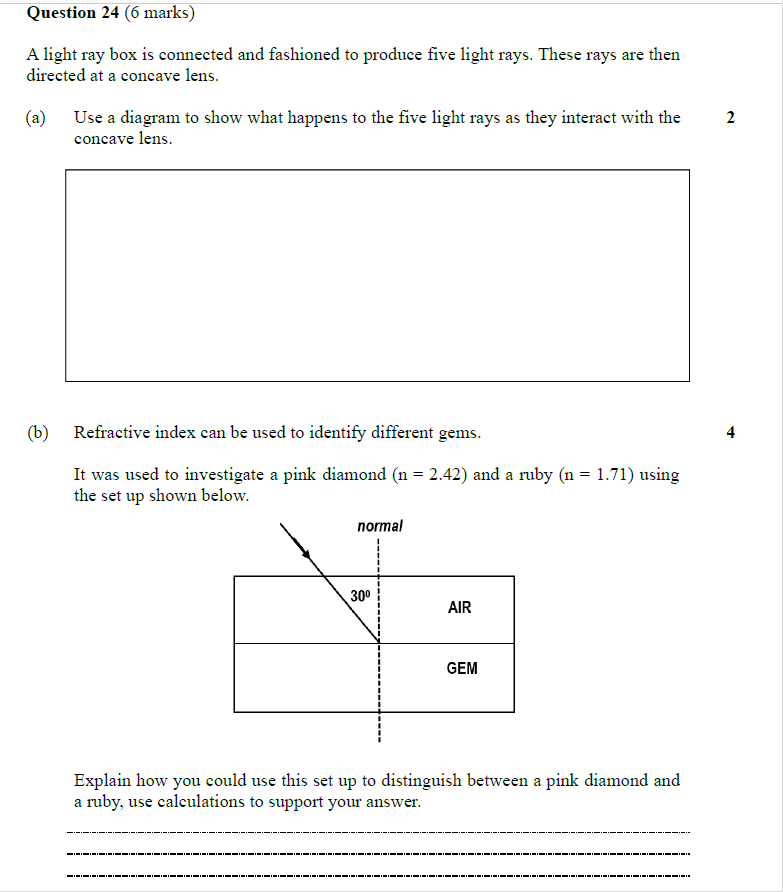 Question 24 (6 marks)
A light ray box is connected and fashioned to produce five light rays. These rays are then
directed at a concave lens.
(a) Use a diagram to show what happens to the five light rays as they interact with the 2
concave lens.
(b) Refractive index can be used to identify different gems. 4
It was used to investigate a pink diamond (n = 2.42) and a ruby (n = 1.71) using
the set up shown below.
normal
30⁰
AIR
GEM
Explain how you could use this set up to distinguish between a pink diamond and
a ruby, use calculations to support your answer.